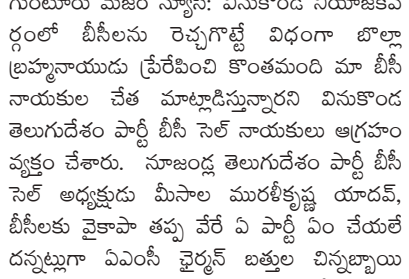 గుంటూరు మజం న్యూస్: వినుకొండ నియోజకవ
ర్గంలో బీసీలను రెచ్చగొట్టే విధంగా బొల్లా
బ్రహ్మనాయుడు ప్రేరేపించి కొంతమంది మా బీసీ
నాయకుల చేత మాట్లాడిస్తున్నారని వినుకొండ
తెలుగుదేశం పార్టీ బీసీ సెల్ నాయకులు ఆగ్రహం
వ్యక్తం చేశారు. నూజండ్ల తెలుగుదేశం పార్టీ బీసీ
సెల్ అధ్యక్షుడు మీసాల మురళీకృష్ణ యాదవ్,
బీసీలకు వైకాపా తప్ప వేరే ఏ పార్టీ ఏం చేయలే
దన్నట్లుగా ఏఎంసీ ఛైర్మన్ బత్తుల చిన్నబ్బాయి